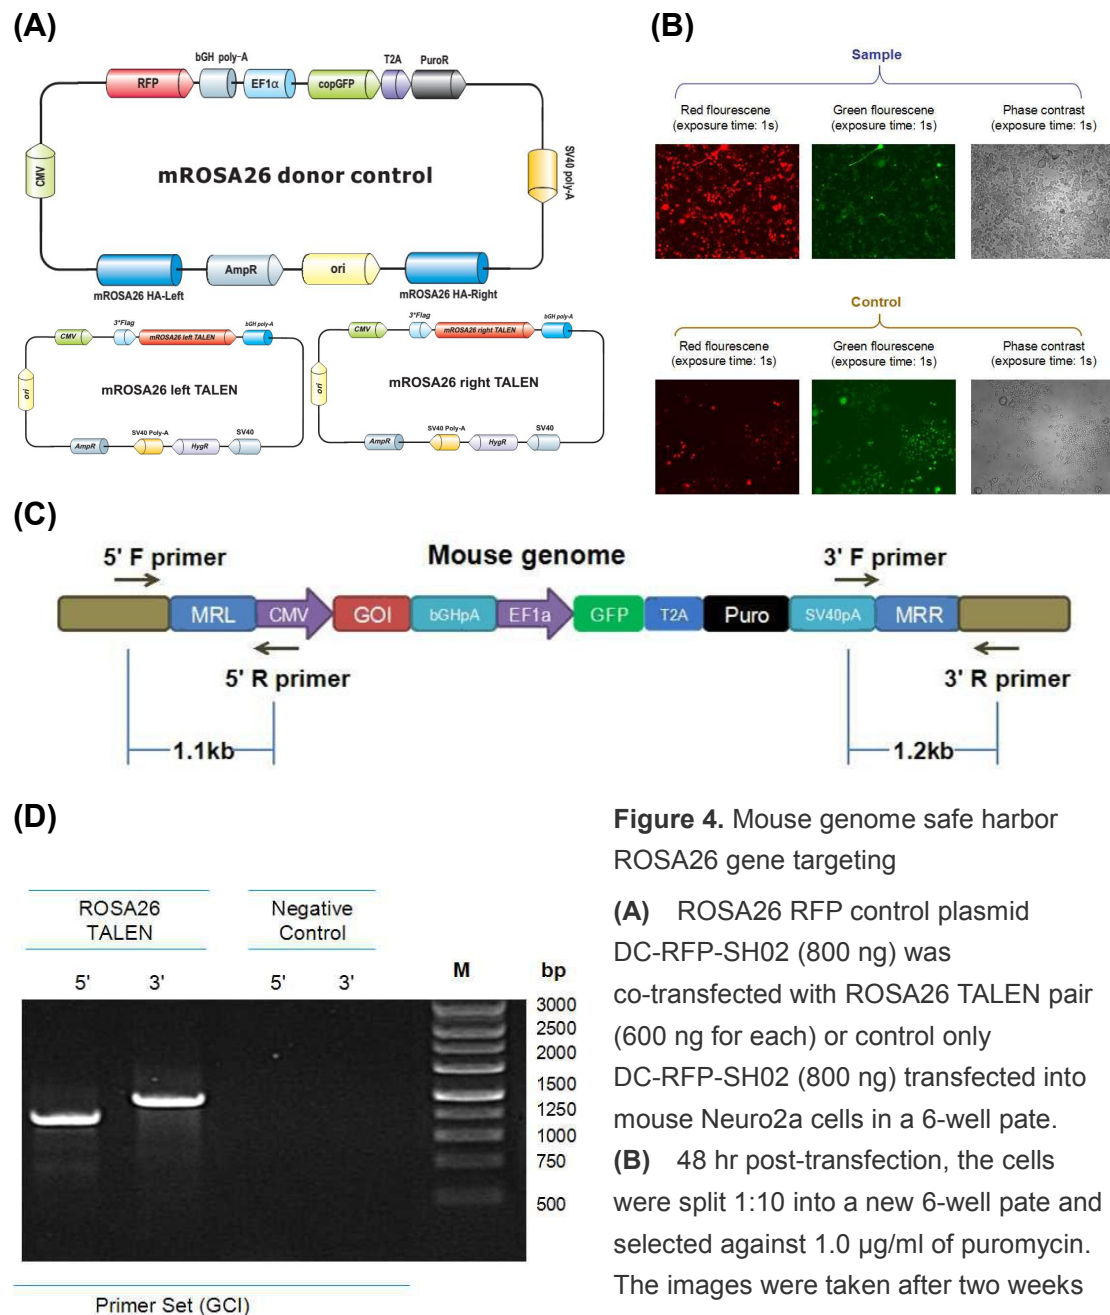 (A)
bGH poly-A
T2A
PuroR
RFP
EF1α
copGFP
CMV
SV40 poly-A
mROSA26 donor control
AmpR
ori
mROSA26 HA-Left
mROSA26 HA-Right
3*Flag
bGH poly-A
CMV
mROSA26 left TALEN
ori
mROSA26 left TALEN
SV40 Poly-A
SV40
AmpR
HygR
3*Flag
bGH poly-A
CMV
mROSA26 right TALEN
ori
mROSA26 right TALEN
SV40 Poly-A
SV40
AmpR
HygR
(B)
Sample
Red flourescene
(exposure time: 1s)
Green flourescene
(exposure time: 1s)
Phase contrast
(exposure time: 1s)
Control
Red flourescene
(exposure time: 1s)
Green flourescene
(exposure time: 1s)
Phase contrast
(exposure time: 1s)
(C)
5' F primer
Mouse genome
3' F primer
MRL
CMV
GOI
bGHpA
EF1a
GFP
T2A
Puro
SV40pA
MRR
5' R primer
3' R primer
1.1kb
1.2kb
(D)
ROSA26
TALEN
Negative
Control
5'
3'
5'
3'
M
bp
3000
2500
2000
1500
1250
1000
750
500
Primer Set (GCI)
Figure 4. Mouse genome safe harbor
ROSA26 gene targeting
(A) ROSA26 RFP control plasmid
DC-RFP-SH02 (800 ng) was
co-transfected with ROSA26 TALEN pair
(600 ng for each) or control only
DC-RFP-SH02 (800 ng) transfected into
mouse Neuro2a cells in a 6-well pate.
(B) 48 hr post-transfection, the cells
were split 1:10 into a new 6-well pate and
selected against 1.0 µg/ml of puromycin.
The images were taken after two weeks